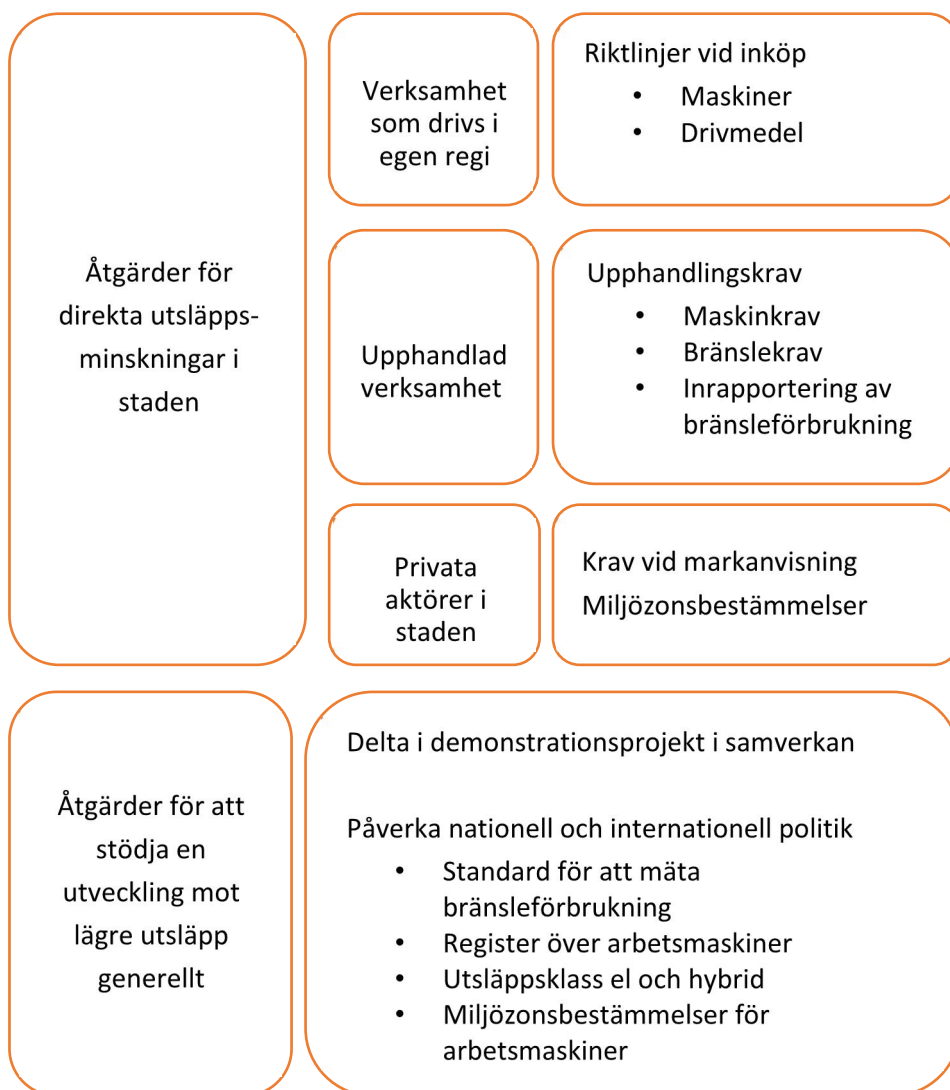 Åtgärder för
direkta utsläpps-
minskningar i
staden
Verksamhet
som drivs i
egen regi
Riktlinjer vid inköp
• Maskiner
• Drivmedel
Upphandlad
verksamhet
Upphandlingskrav
• Maskinkrav
• Bränslekrav
• Inrapportering av
bränsleförbrukning
Privata
aktörer i
staden
Krav vid markanvisning
Miljözonsbestämmelser
Åtgärder för att
stödja en
utveckling mot
lägre utsläpp
generellt
Delta i demonstrationsprojekt i samverkan
Påverka nationell och internationell politik
• Standard för att mäta
bränsleförbrukning
• Register över arbetsmaskiner
• Utsläppsklass el och hybrid
• Miljözonsbestämmelser för
arbetsmaskiner